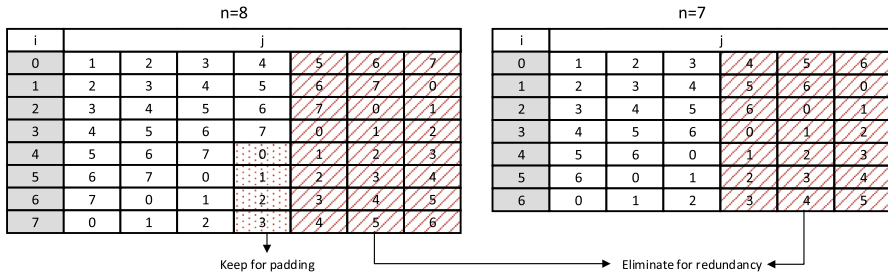 n=8
i j
0 1 2 3 4 5 6 7
1 2 3 4 5 6 7 0
2 3 4 5 6 7 0 1
3 4 5 6 7 0 1 2
4 5 6 7 0 1 2 3
5 6 7 0 1 2 3 4
6 7 0 1 2 3 4 5
7 0 1 2 3 4 5 6
Keep for padding
n=7
i j
0 1 2 3 4 5 6
1 2 3 4 5 6 0
2 3 4 5 6 0 1
3 4 5 6 0 1 2
4 5 6 0 1 2 3
5 6 0 1 2 3 4
6 0 1 2 3 4 5
Eliminate for redundancy